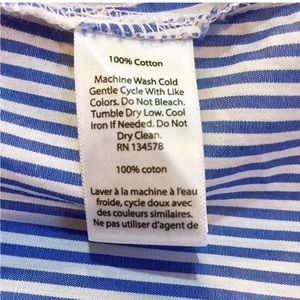 100% Cotton
Machine Wash Cold
Gentle Cycle With Like
Colors. Do Not Bleach.
Tumble Dry Low. Cool
Iron If Needed. Do Not
Dry Clean.
RN 134578
100% coton
Laver à la machine à l'eau
froide, cycle doux avec
des couleurs similaires.
Ne pas utiliser d'agent de